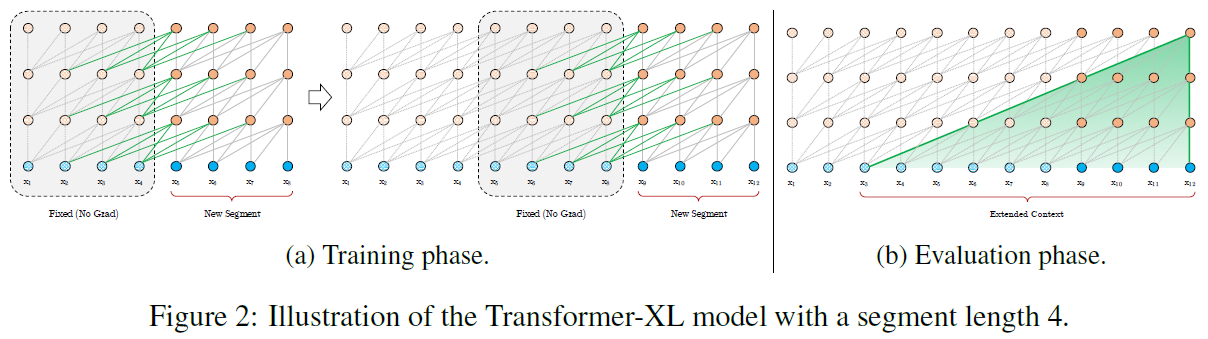 x₁ x₂ x₃ x₄ x₅ x₆ x₇ x₈
Fixed (No Grad)
New Segment
x₁ x₂ x₃ x₄ x₅ x₆ x₇ x₈ x₉ x₁₀ x₁₁ x₁₂
Fixed (No Grad)
New Segment
(a) Training phase.
x₁ x₂ x₃ x₄ x₅ x₆ x₇ x₈ x₉ x₁₀ x₁₁ x₁₂
Extended Context
(b) Evaluation phase.
Figure 2: Illustration of the Transformer-XL model with a segment length 4.